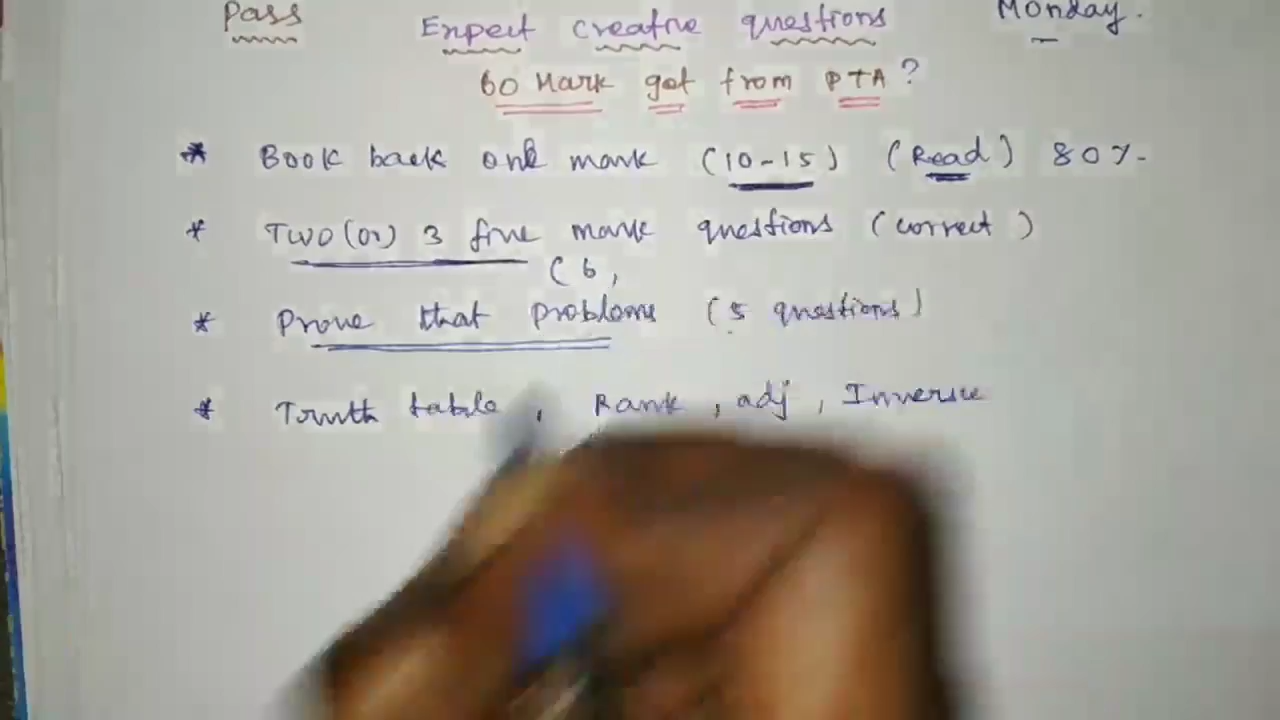 Pass Expect creative questions Monday.
60 Mark get from PTA?
* Book back one mark (10-15) (Read) 80%.
* Two (or) 3 five mark questions (correct)
(6,
* Prove that problems (5 questions)
* Truth table, Rank, adj, Inverse